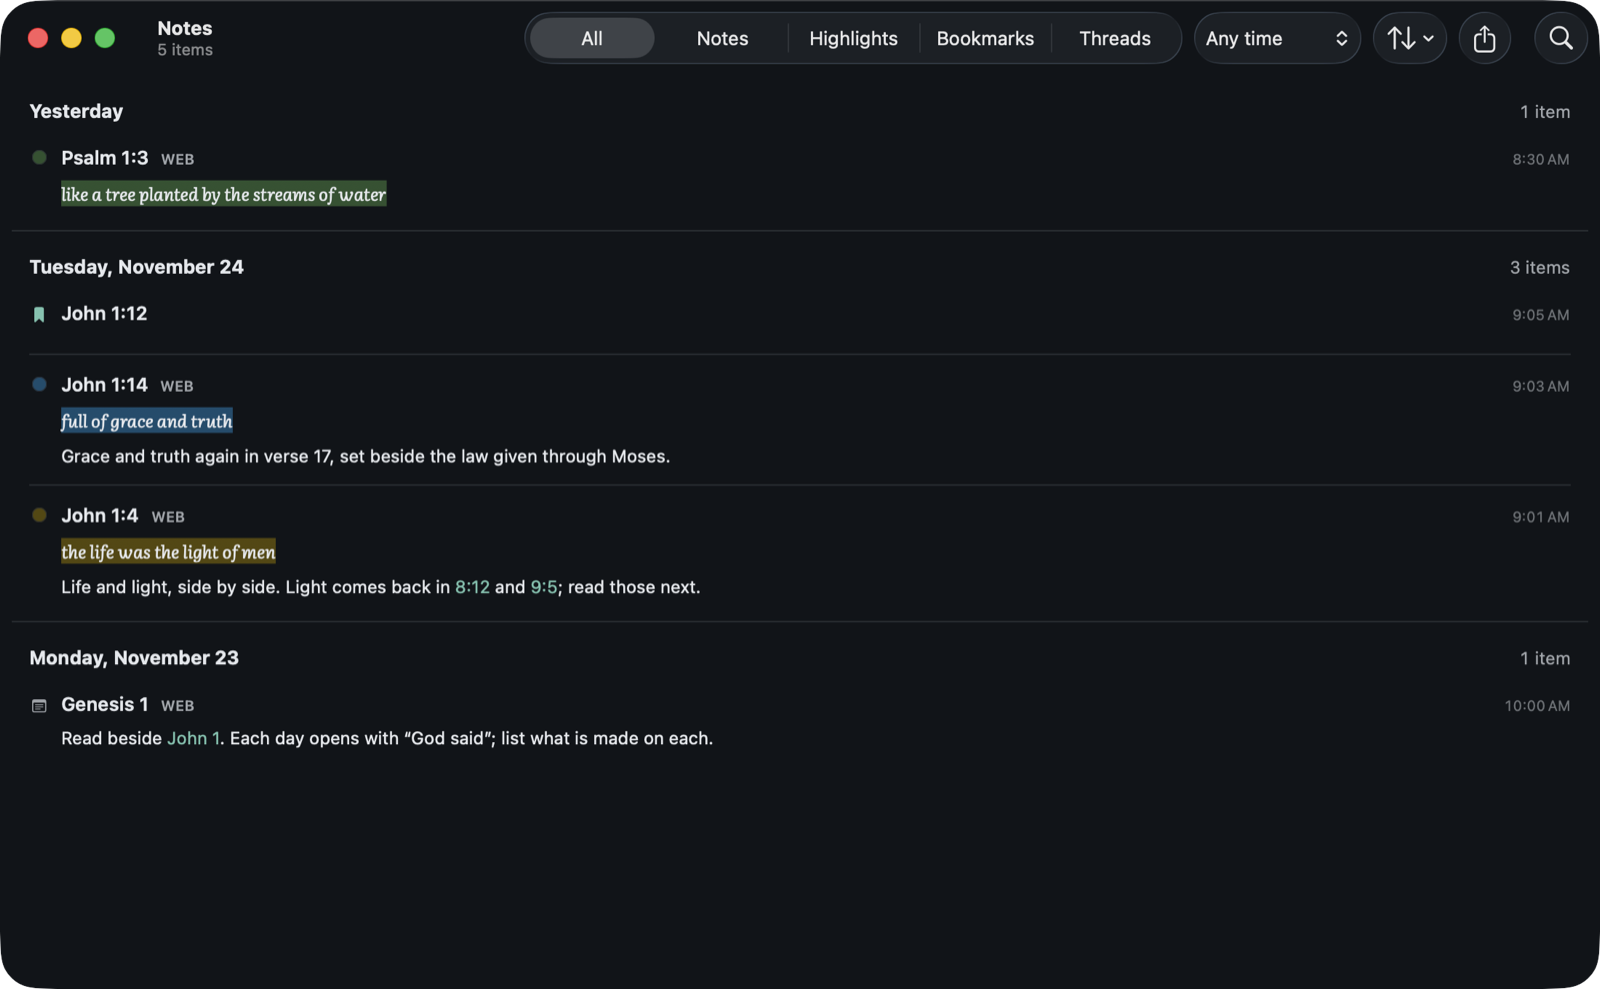 Notes
5 items
All
Notes
Highlights
Bookmarks
Threads
Any time
Yesterday
1 item
Psalm 1:3 WEB
8:30 AM
like a tree planted by the streams of water
Tuesday, November 24
3 items
John 1:12
9:05 AM
John 1:14 WEB
9:03 AM
full of grace and truth
Grace and truth again in verse 17, set beside the law given through Moses.
John 1:4 WEB
9:01 AM
the life was the light of men
Life and light, side by side. Light comes back in 8:12 and 9:5; read those next.
Monday, November 23
1 item
Genesis 1 WEB
10:00 AM
Read beside John 1. Each day opens with “God said”; list what is made on each.